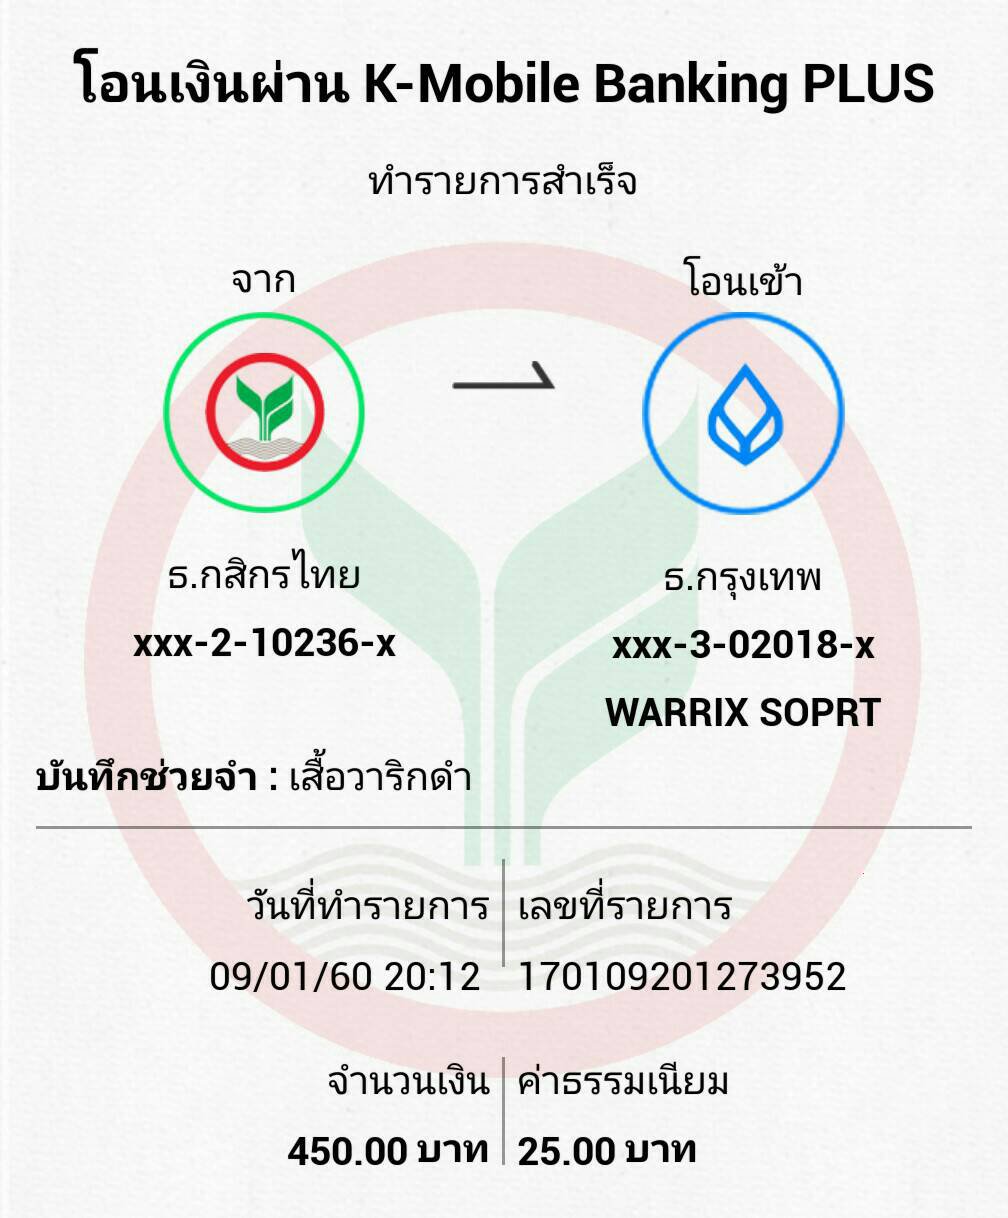 โอนเงินผ่าน K-Mobile Banking PLUS
ทำรายการสำเร็จ
จาก
โอนเข้า
ธ.กสิกรไทย
ธ.กรุงเทพ
xxx-2-10236-x
xxx-3-02018-x
WARRIX SOPRT
บันทึกช่วยจำ : เสื้อวาริกดำ
วันที่ทำรายการ เลขที่รายการ
09/01/60 20:12 170109201273952
จำนวนเงิน ค่าธรรมเนียม
450.00 บาท 25.00 บาท